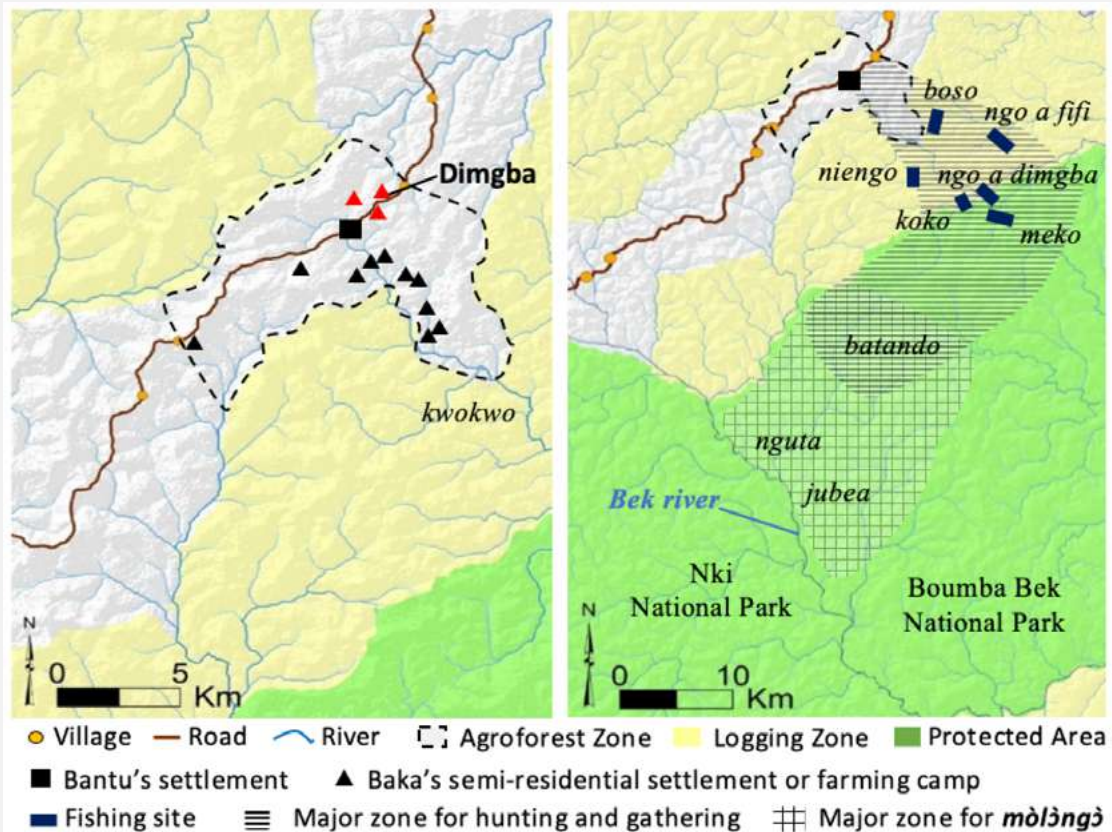 Dimgba
kwokwo
N
0 5
Km
boso
ngo a fifi
niengo
ngo a dimgba
koko
meko
batando
nguta
jubea
Bek river
Nki
National Park
Boumba Bek
National Park
N
0 10
Km
Village Road River Agroforest Zone Logging Zone Protected Area
Bantu's settlement Baka's semi-residential settlement or farming camp
Fishing site Major zone for hunting and gathering Major zone for mòlɔ̀ngɔ̀